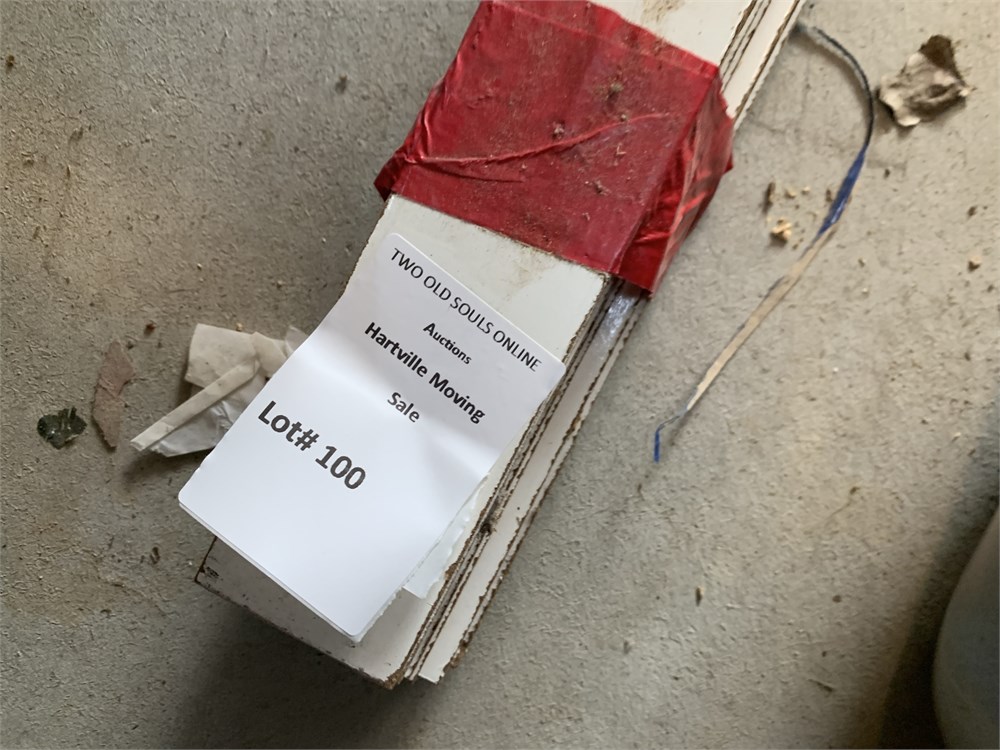 TWO OLD SOULS ONLINE
Auctions
Hartville Moving
Sale
Lot# 100